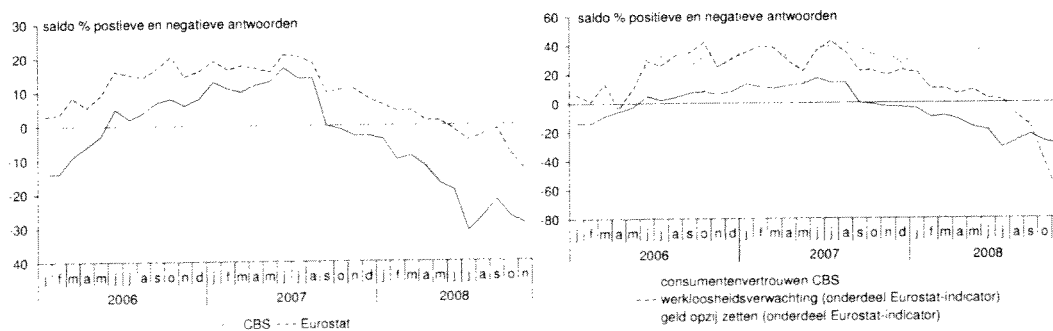 saldo % postieve en negatieve antwoorden
30
20
10
0
-10
-20
-30
40
j f m a m j j a s o n d j f m a m j j a s o n d j f m a m j j a s o n
2006 2007 2008
CBS --- Eurostat
saldo % positieve en negatieve antwoorden
60
40
20
0
-20
-40
-60
-80
j f m a m j j a s o n d j f m a m j j a s o n d j f m a m j j a s o
2006 2007 2008
consumentenvertrouwen CBS
--- werkloosheidsverwachting (onderdeel Eurostat-indicator)
geld opzij zetten (onderdeel Eurostat-indicator)